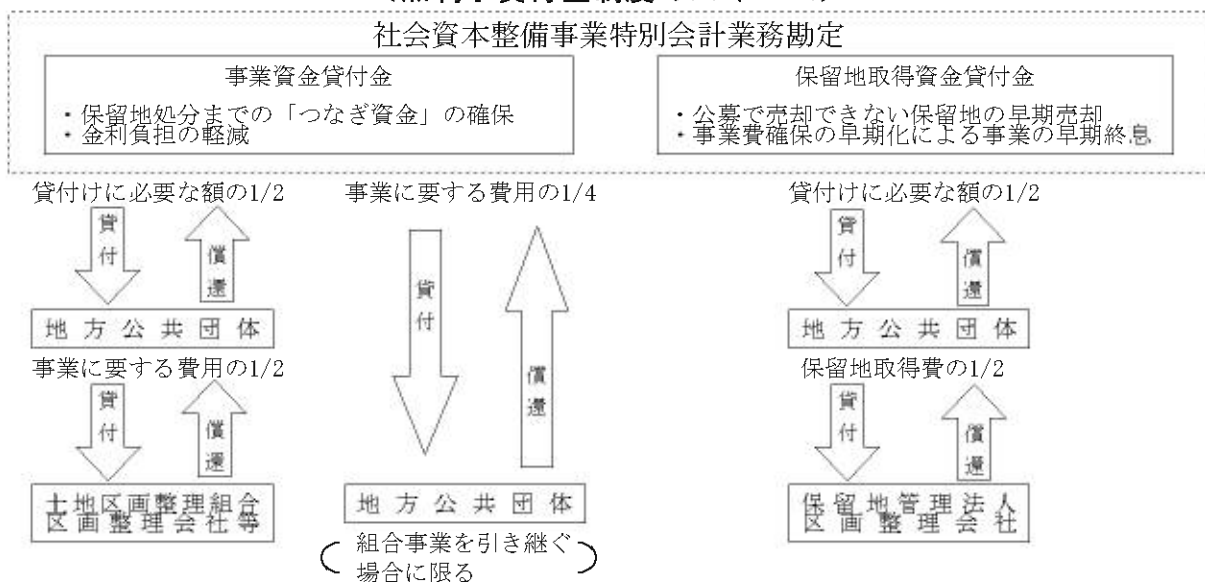 社会資本整備事業特別会計業務勘定
事業資金貸付金
・保留地処分までの「つなぎ資金」の確保
・金利負担の軽減
保留地取得資金貸付金
・公募で売却できない保留地の早期売却
・事業費確保の早期化による事業の早期終息
貸付けに必要な額の1/2
貸付
償還
地方公共団体
事業に要する費用の1/2
貸付
償還
土地区画整理組合
区画整理会社等
事業に要する費用の1/4
貸付
償還
地方公共団体
(組合事業を引き継ぐ
場合に限る)
貸付けに必要な額の1/2
貸付
償還
地方公共団体
保留地取得費の1/2
貸付
償還
保留地管理法人
区画整理会社